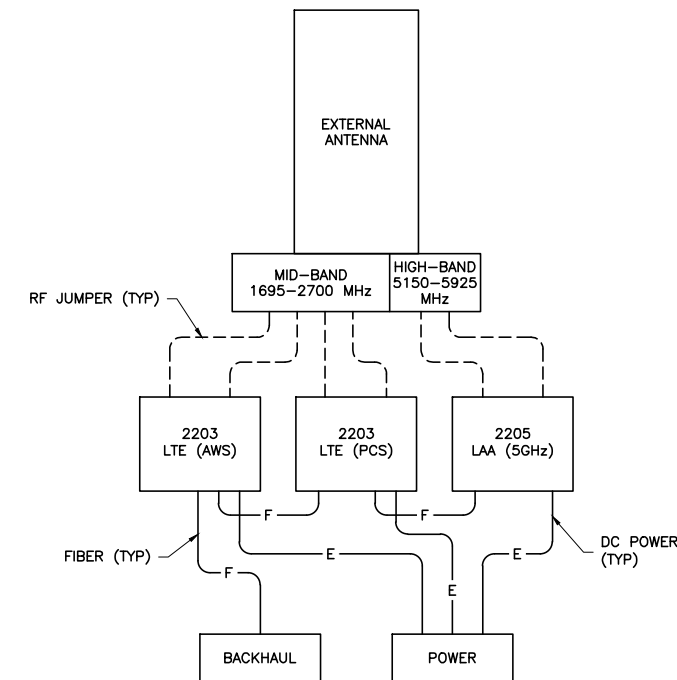 EXTERNAL
ANTENNA
MID-BAND
1695-2700 MHz
HIGH-BAND
5150-5925
MHz
RF JUMPER (TYP)
2203
LTE (AWS)
2203
LTE (PCS)
2205
LAA (5GHz)
F
F
FIBER (TYP)
E
E
DC POWER
(TYP)
F
E
BACKHAUL
POWER